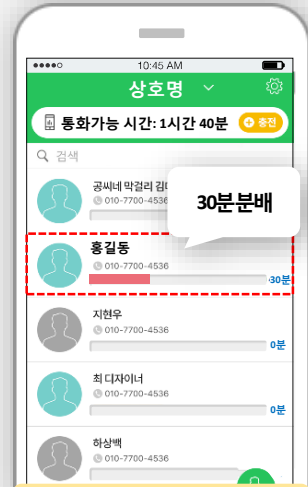 10:45 AM
상호명
통화가능 시간: 1시간 40분 충전
검색
공씨네 막걸리
010-7700-4536
30분분배
홍길동
010-7700-4536
30분
지현우
010-7700-4536
0분
최 디자이너
010-7700-4536
0분
하상백
010-7700-4536